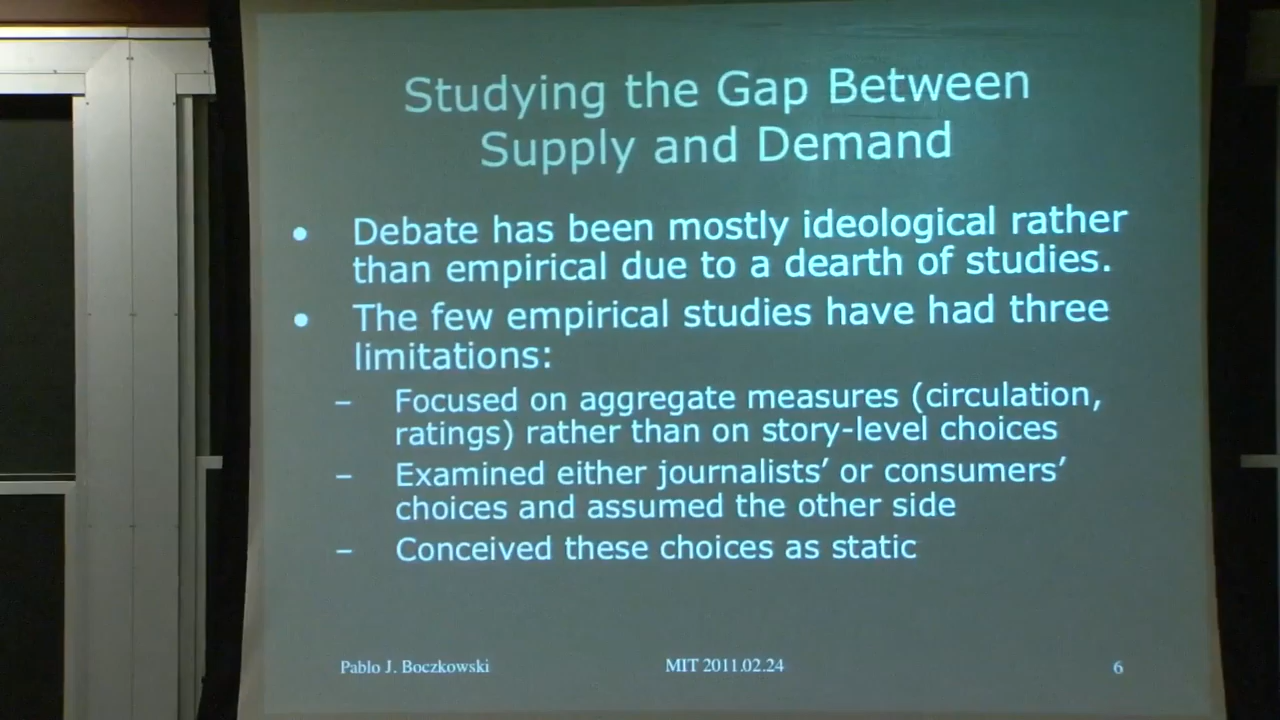 Studying the Gap Between
Supply and Demand
• Debate has been mostly ideological rather
than empirical due to a dearth of studies.
• The few empirical studies have had three
limitations:
– Focused on aggregate measures (circulation,
ratings) rather than on story-level choices
– Examined either journalists’ or consumers’
choices and assumed the other side
– Conceived these choices as static
Pablo J. Boczkowski MIT 2011.02.24 6